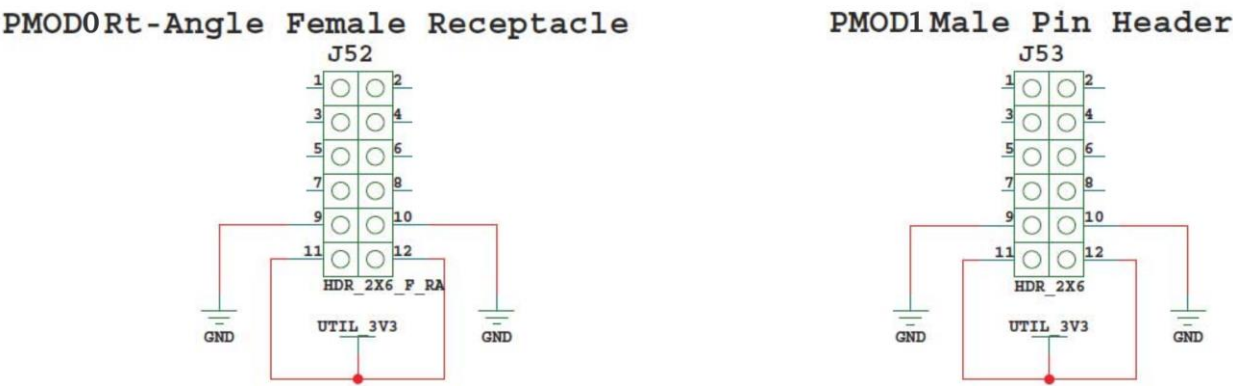 PMOD0 Rt-Angle Female Receptacle
J52
1 2
3 4
5 6
7 8
9 10
11 12
HDR_2X6_F_RA
UTIL_3V3
GND GND
PMOD1 Male Pin Header
J53
1 2
3 4
5 6
7 8
9 10
11 12
HDR_2X6
UTIL_3V3
GND GND